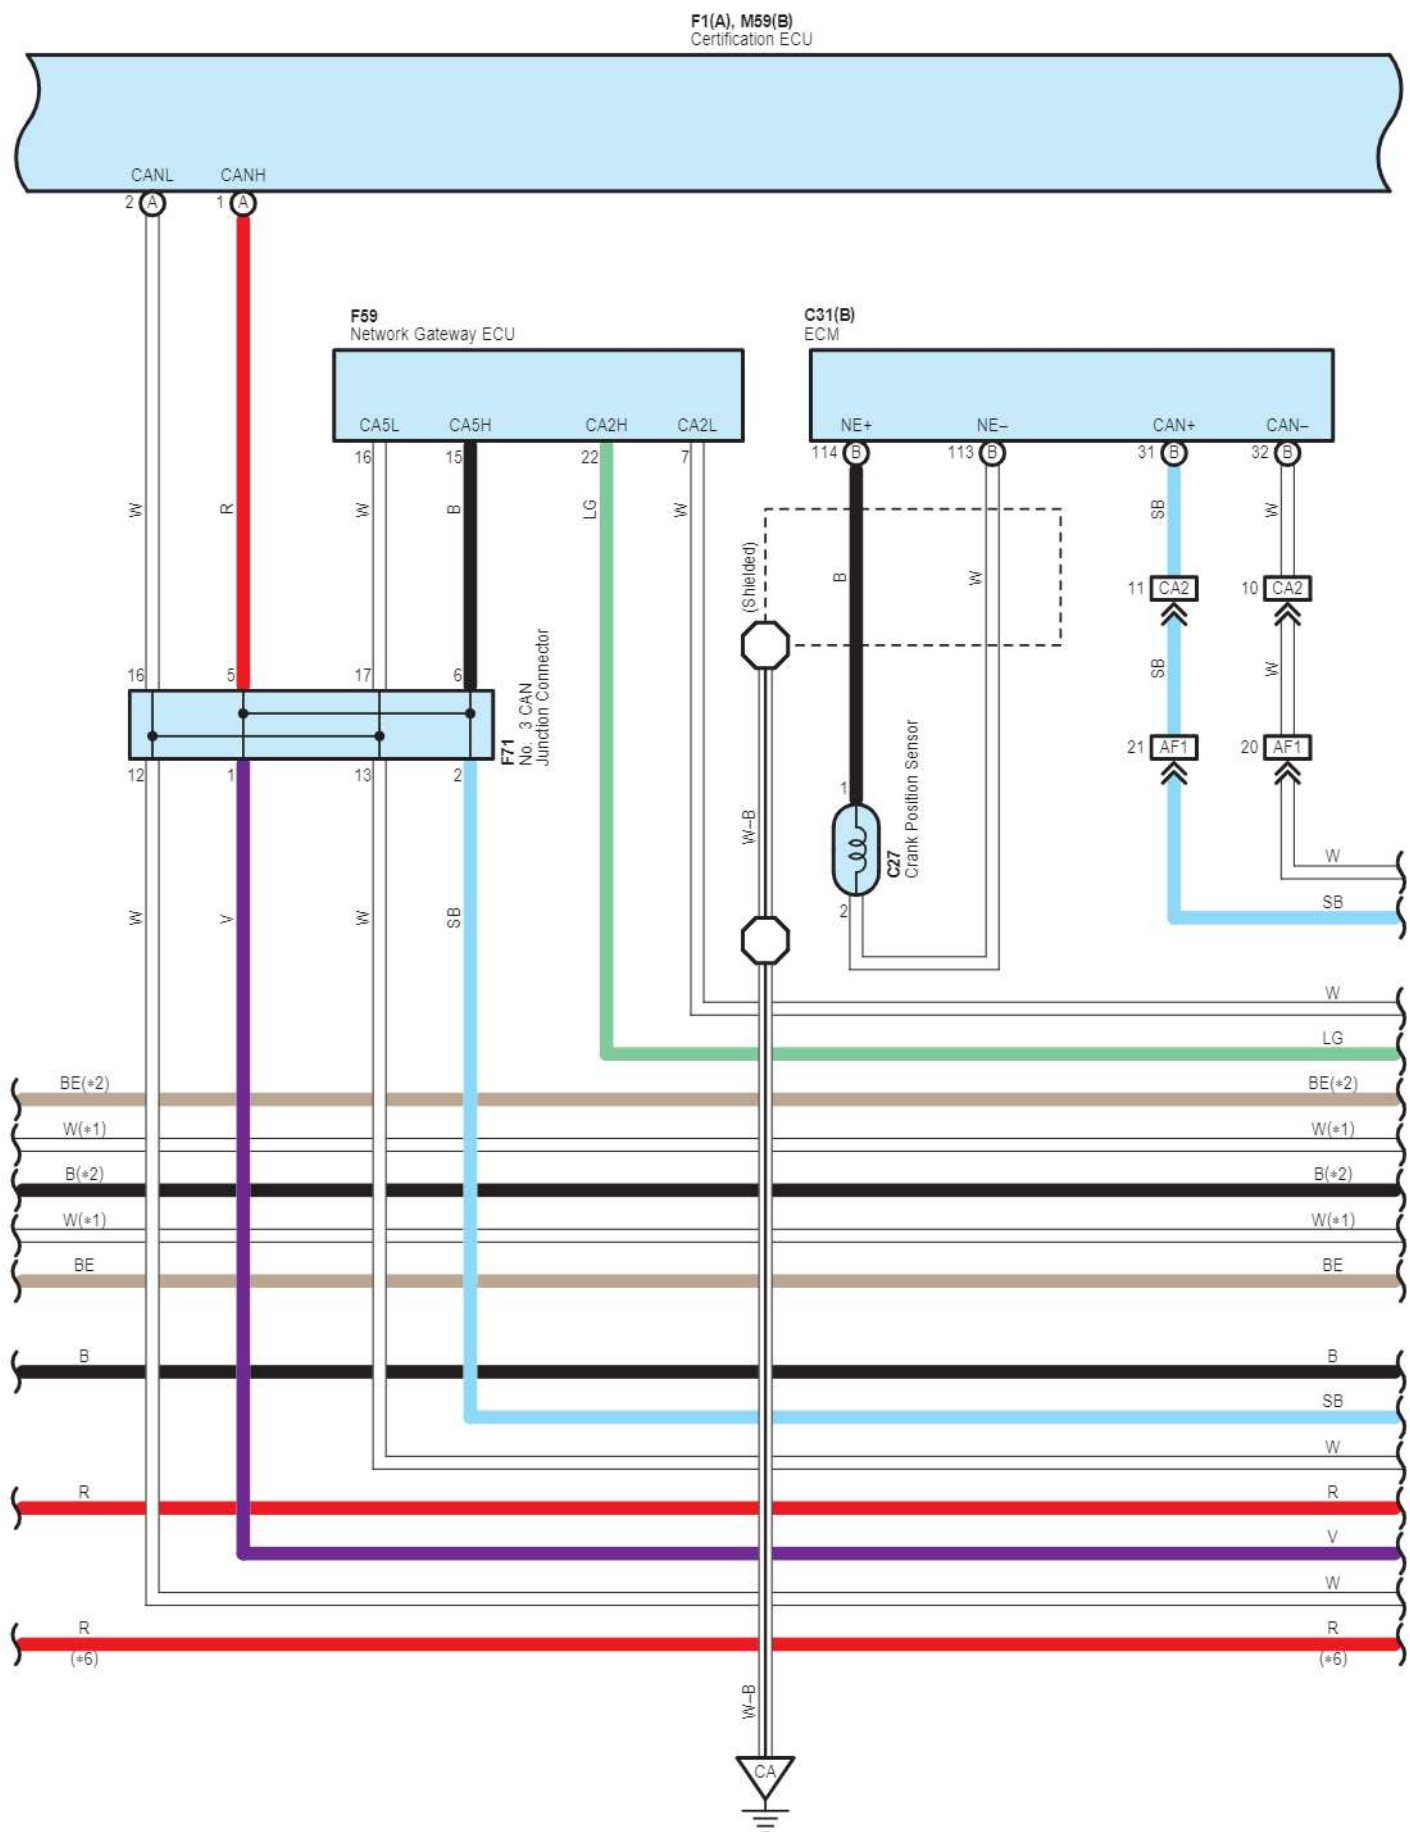 F1(A), M59(B)
Certification ECU
CANL CANH
2 A 1 A
F59
Network Gateway ECU
C31(B)
ECM
CA5L CA5H CA2H CA2L
NE+ NE− CAN+ CAN−
16 15 22 7
114 B 113 B 31 B 32 B
W R W B LG W SB W
(Shielded)
B W
11 CA2 10 CA2
SB W
16 5 17 6
F71
No. 3 CAN
Junction Connector
12 1 13 2
21 AF1 20 AF1
W−B
1
C27
Crank Position Sensor
2
W
SB
W V W SB
W
LG
BE(*2) BE(*2)
W(*1) W(*1)
B(*2) B(*2)
W(*1) W(*1)
BE BE
B B
SB
W
R R
V
W
R R
(*6) (*6)
W−B
CA